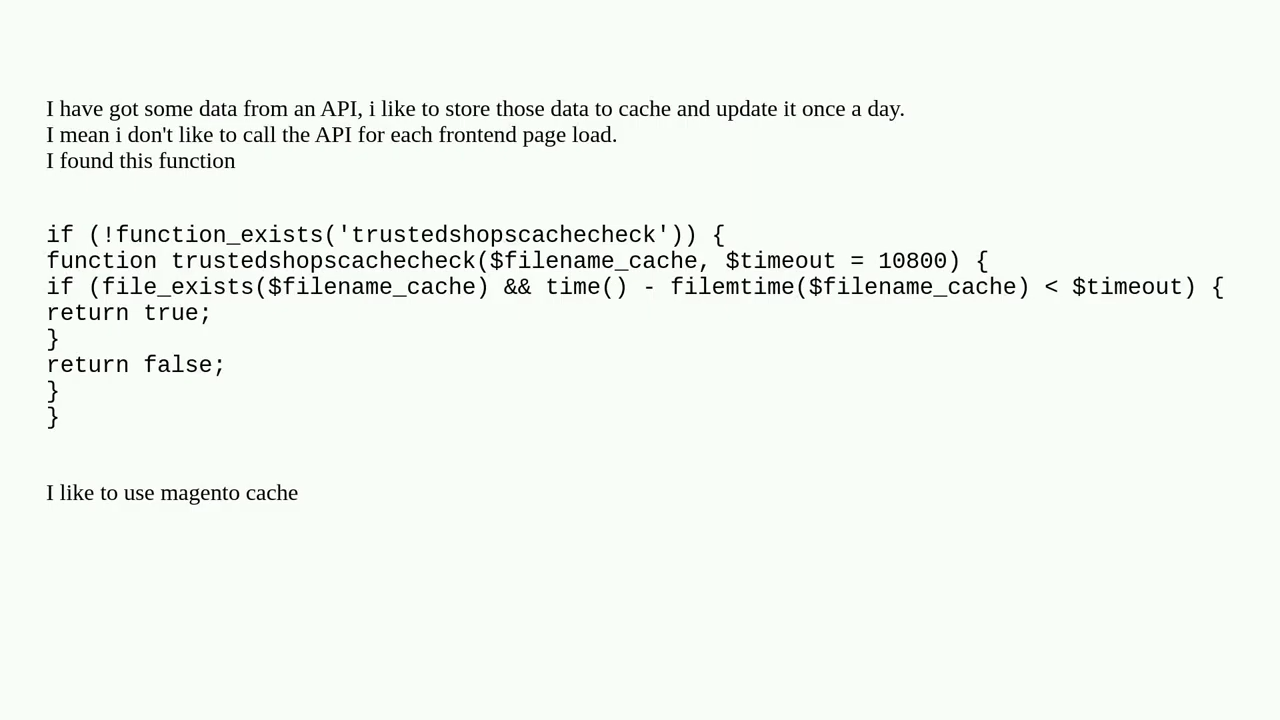 I have got some data from an API, i like to store those data to cache and update it once a day.
I mean i don't like to call the API for each frontend page load.
I found this function
if (!function_exists('trustedshopscachecheck')) {
function trustedshopscachecheck($filename_cache, $timeout = 10800) {
if (file_exists($filename_cache) && time() - filemtime($filename_cache) < $timeout) {
return true;
}
return false;
}
}
I like to use magento cache